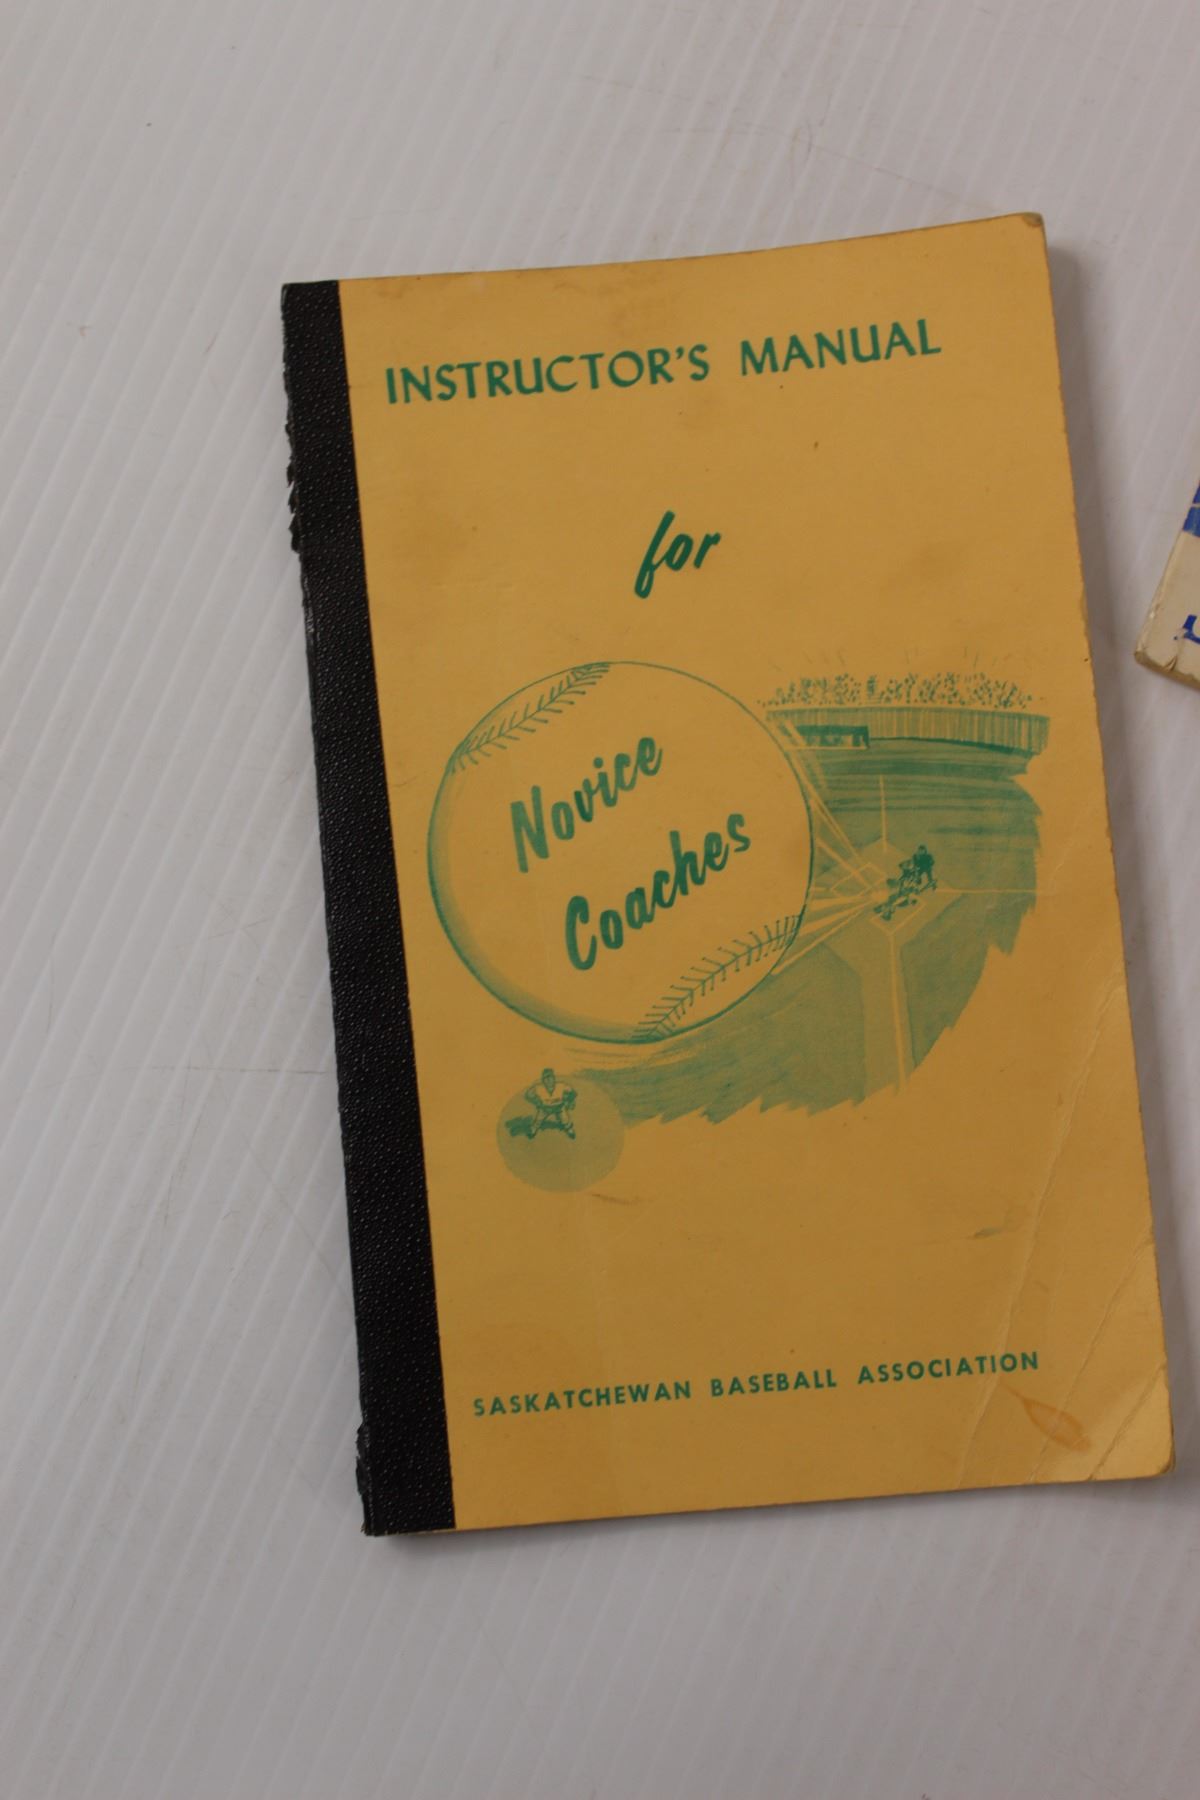 INSTRUCTOR'S MANUAL
for
Novice
Coaches
SASKATCHEWAN BASEBALL ASSOCIATION